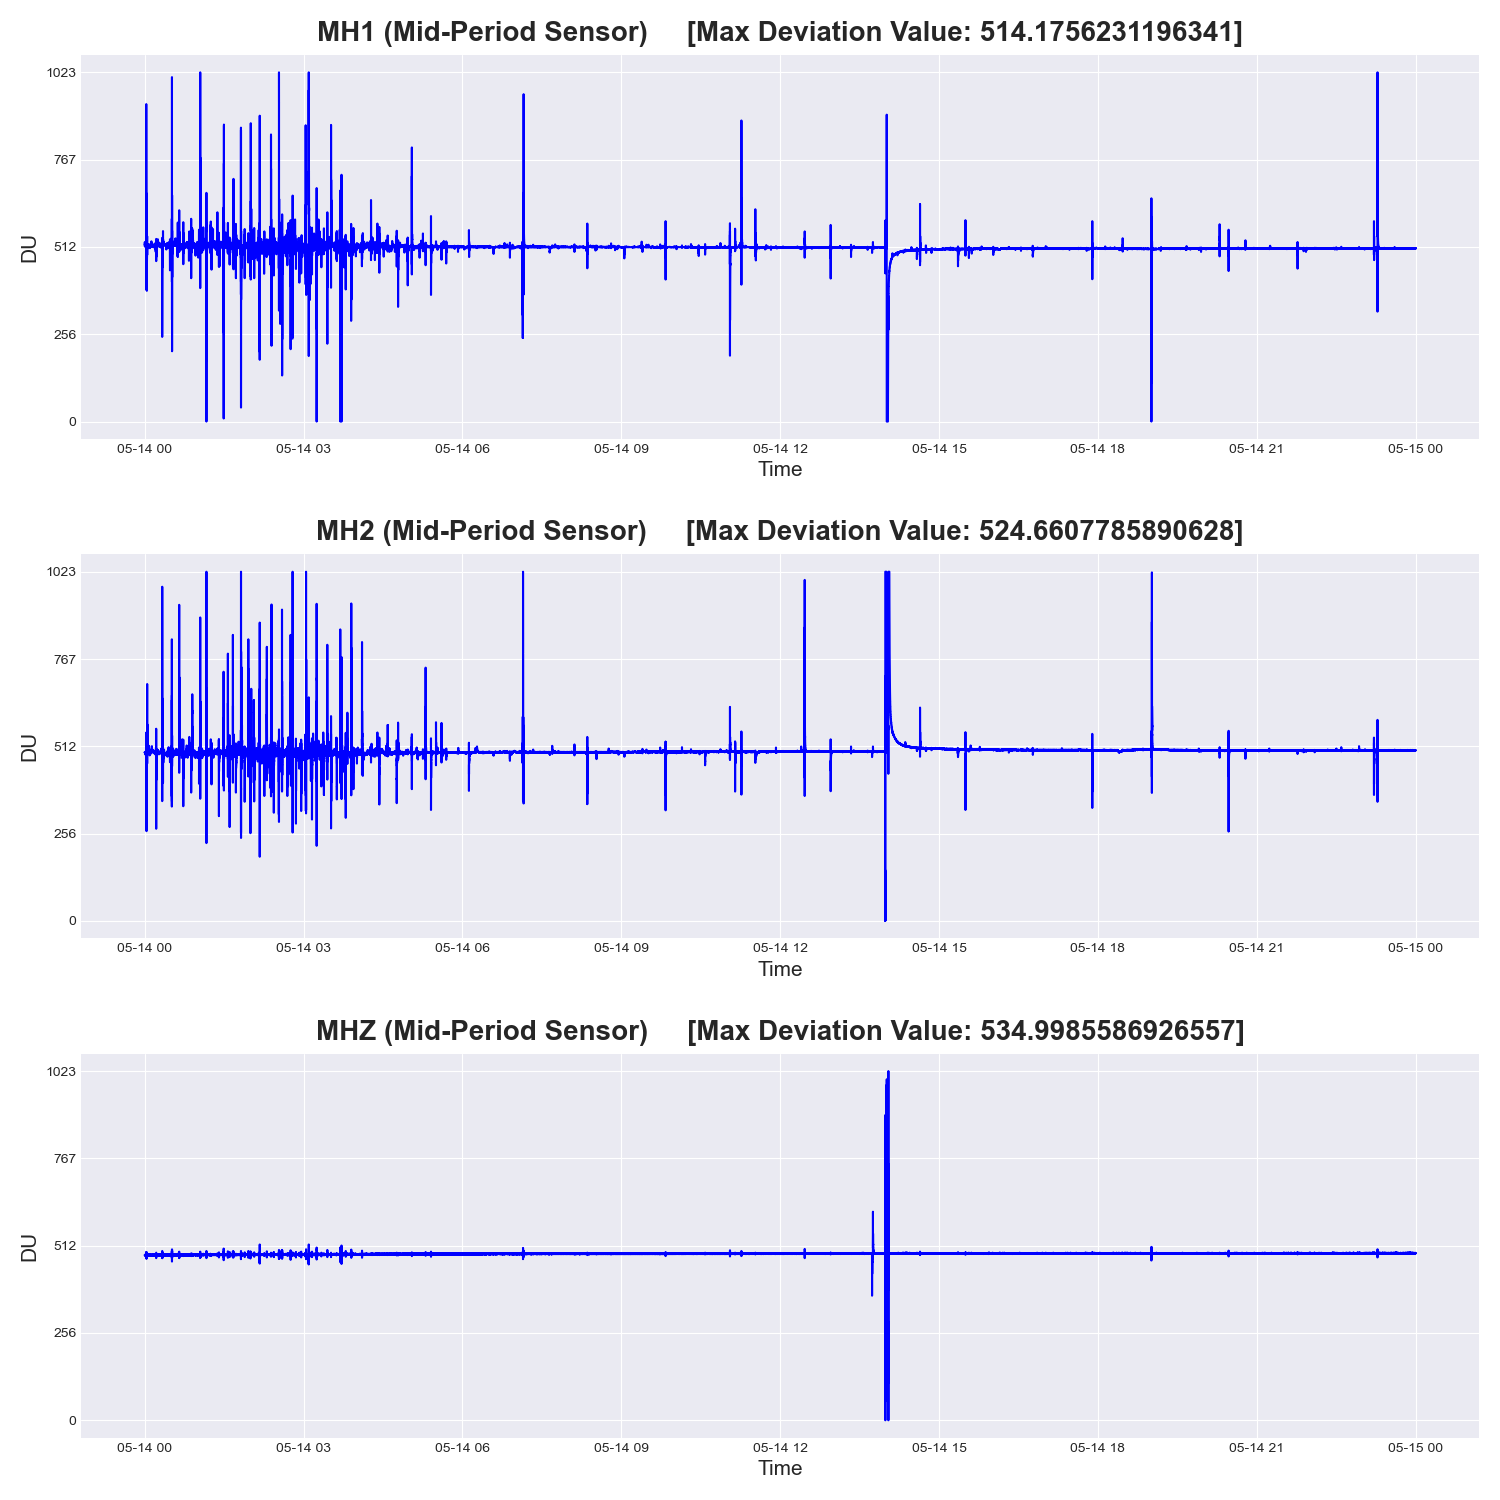 MH1 (Mid-Period Sensor) [Max Deviation Value: 514.1756231196341]
1023
767
512
256
0
DU
05-14 00 05-14 03 05-14 06 05-14 09 05-14 12 05-14 15 05-14 18 05-14 21 05-15 00
Time
MH2 (Mid-Period Sensor) [Max Deviation Value: 524.6607785890628]
1023
767
512
256
0
DU
05-14 00 05-14 03 05-14 06 05-14 09 05-14 12 05-14 15 05-14 18 05-14 21 05-15 00
Time
MHZ (Mid-Period Sensor) [Max Deviation Value: 534.9985586926557]
1023
767
512
256
0
DU
05-14 00 05-14 03 05-14 06 05-14 09 05-14 12 05-14 15 05-14 18 05-14 21 05-15 00
Time